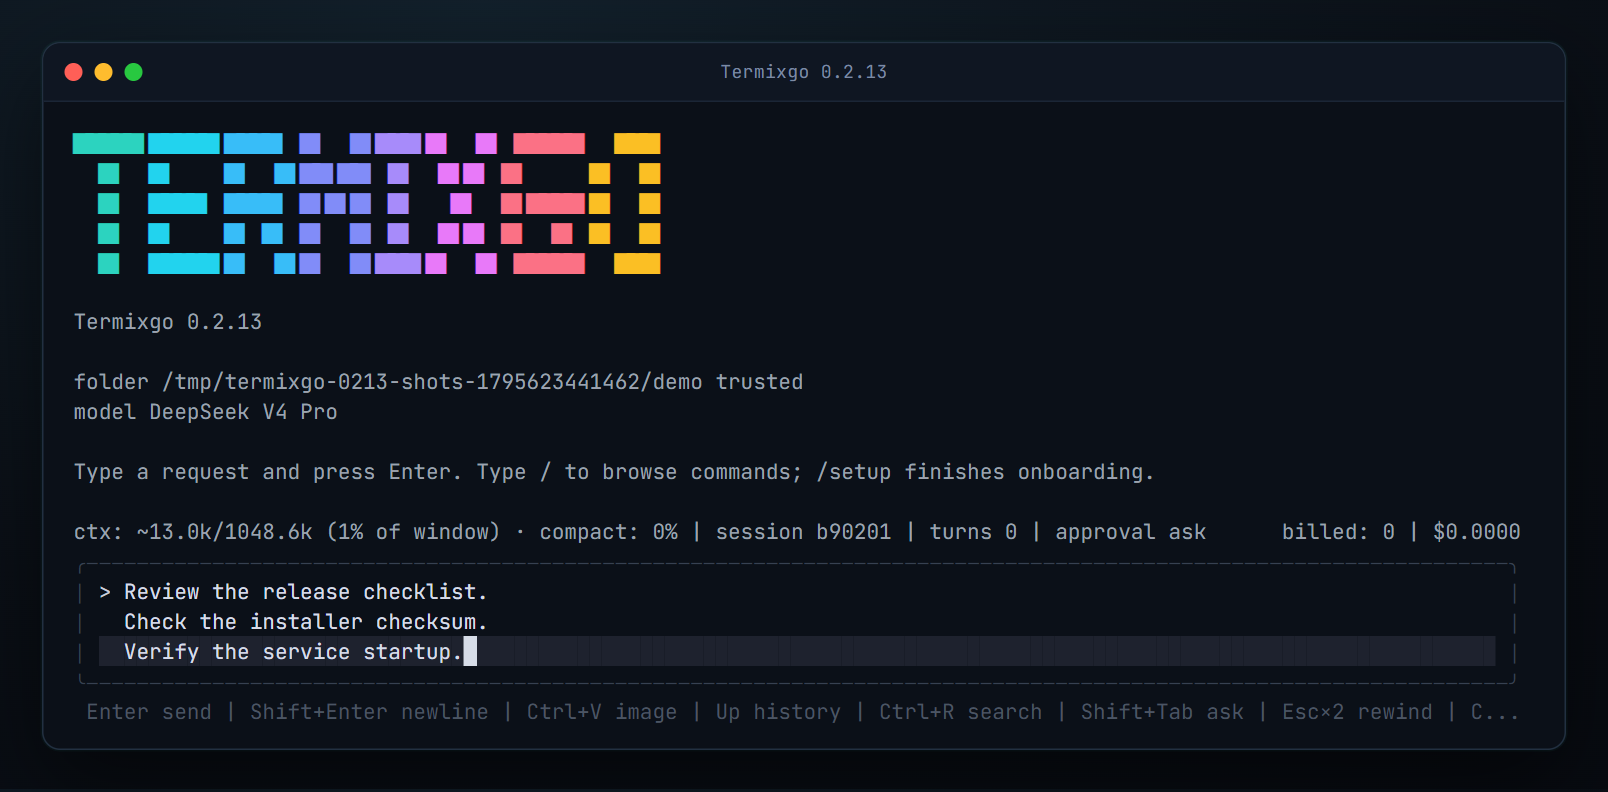 Termixgo 0.2.13
TERMIXGO
Termixgo 0.2.13
folder /tmp/termixgo-0213-shots-1795623441462/demo trusted
model DeepSeek V4 Pro
Type a request and press Enter. Type / to browse commands; /setup finishes onboarding.
ctx: ~13.0k/1048.6k (1% of window) · compact: 0% | session b90201 | turns 0 | approval ask billed: 0 | $0.0000
> Review the release checklist.
Check the installer checksum.
Verify the service startup.
Enter send | Shift+Enter newline | Ctrl+V image | Up history | Ctrl+R search | Shift+Tab ask | Esc×2 rewind | C...